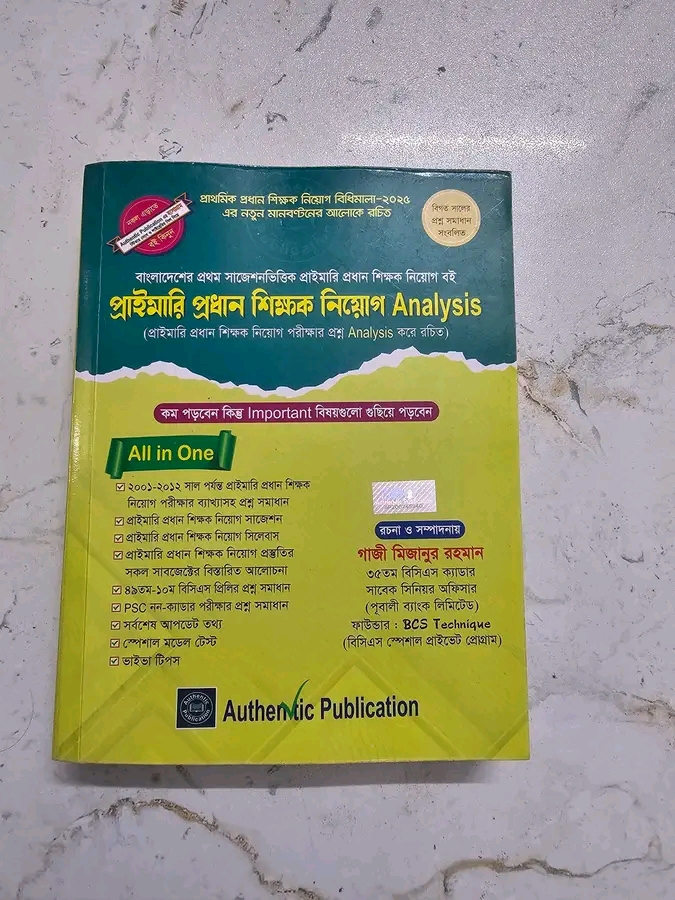 প্রাথমিক প্রধান শিক্ষক নিয়োগ বিধিমালা-২০২৫
এর নতুন মানবণ্টনের আলোকে রচিত
নকল এড়াতে
বই কিনুন
বিগত সালের
প্রশ্ন সমাধান
সংবলিত
বাংলাদেশের প্রথম সাজেশনভিত্তিক প্রাইমারি প্রধান শিক্ষক নিয়োগ বই
প্রাইমারি প্রধান শিক্ষক নিয়োগ Analysis
(প্রাইমারি প্রধান শিক্ষক নিয়োগ পরীক্ষার প্রশ্ন Analysis করে রচিত)
কম পড়বেন কিন্তু Important বিষয়গুলো গুছিয়ে পড়বেন
All in One
২০০১-২০১২ সাল পর্যন্ত প্রাইমারি প্রধান শিক্ষক
নিয়োগ পরীক্ষার ব্যাখ্যাসহ প্রশ্ন সমাধান
প্রাইমারি প্রধান শিক্ষক নিয়োগ সাজেশন
প্রাইমারি প্রধান শিক্ষক নিয়োগ সিলেবাস
প্রাইমারি প্রধান শিক্ষক নিয়োগ প্রস্তুতির
সকল সাবজেক্টের বিস্তারিত আলোচনা
৪৯তম-১০ম বিসিএস প্রিলির প্রশ্ন সমাধান
PSC নন-ক্যাডার পরীক্ষার প্রশ্ন সমাধান
সর্বশেষ আপডেট তথ্য
স্পেশাল মডেল টেস্ট
ভাইভা টিপস
রচনা ও সম্পাদনায়
গাজী মিজানুর রহমান
৩৫তম বিসিএস ক্যাডার
সাবেক সিনিয়র অফিসার
(পূবালী ব্যাংক লিমিটেড)
ফাউন্ডার : BCS Technique
(বিসিএস স্পেশাল প্রাইভেট প্রোগ্রাম)
Authentic Publication
Authentic Publication